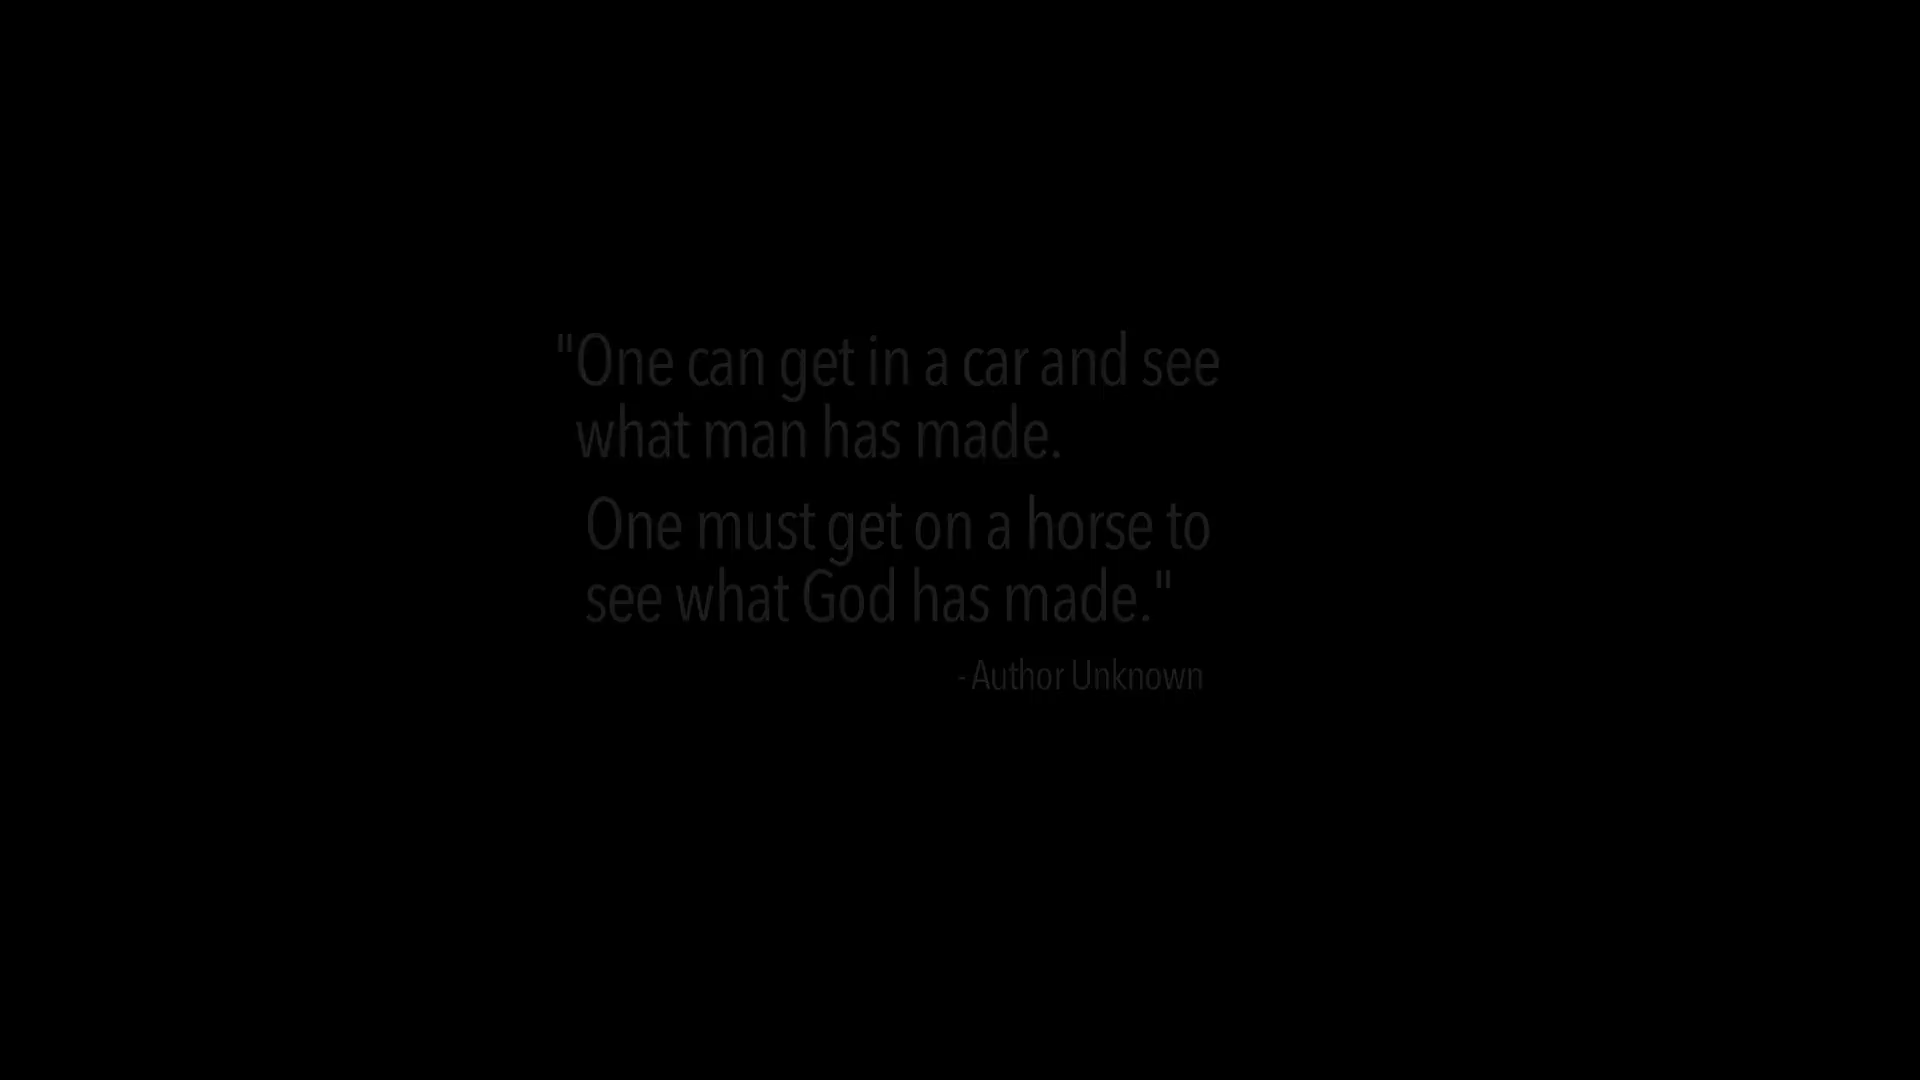 "One can get in a car and see
what man has made.
One must get on a horse to
see what God has made."
- Author Unknown